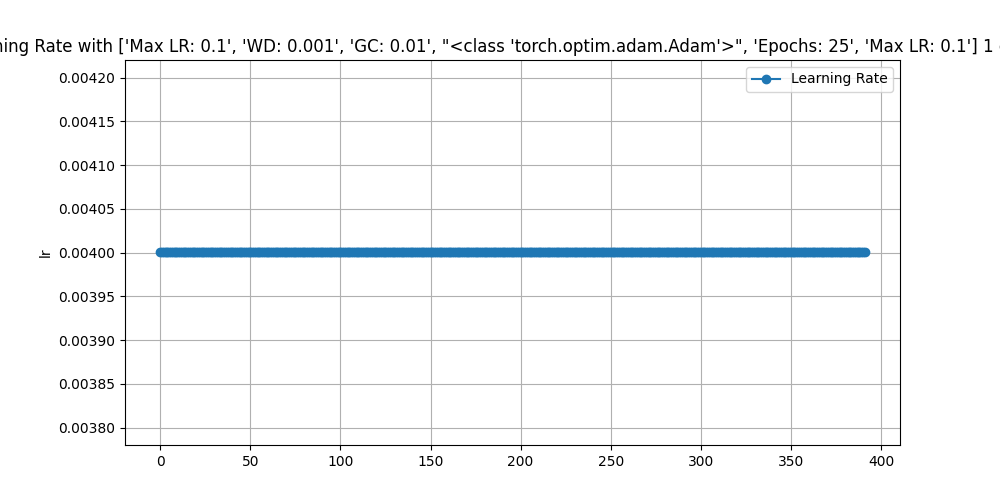 ning Rate with ['Max LR: 0.1', 'WD: 0.001', 'GC: 0.01', "<class 'torch.optim.adam.Adam'>", 'Epochs: 25', 'Max LR: 0.1'] 1
Learning Rate
0.00420
0.00415
0.00410
0.00405
0.00400
0.00395
0.00390
0.00385
0.00380
lr
0 50 100 150 200 250 300 350 400